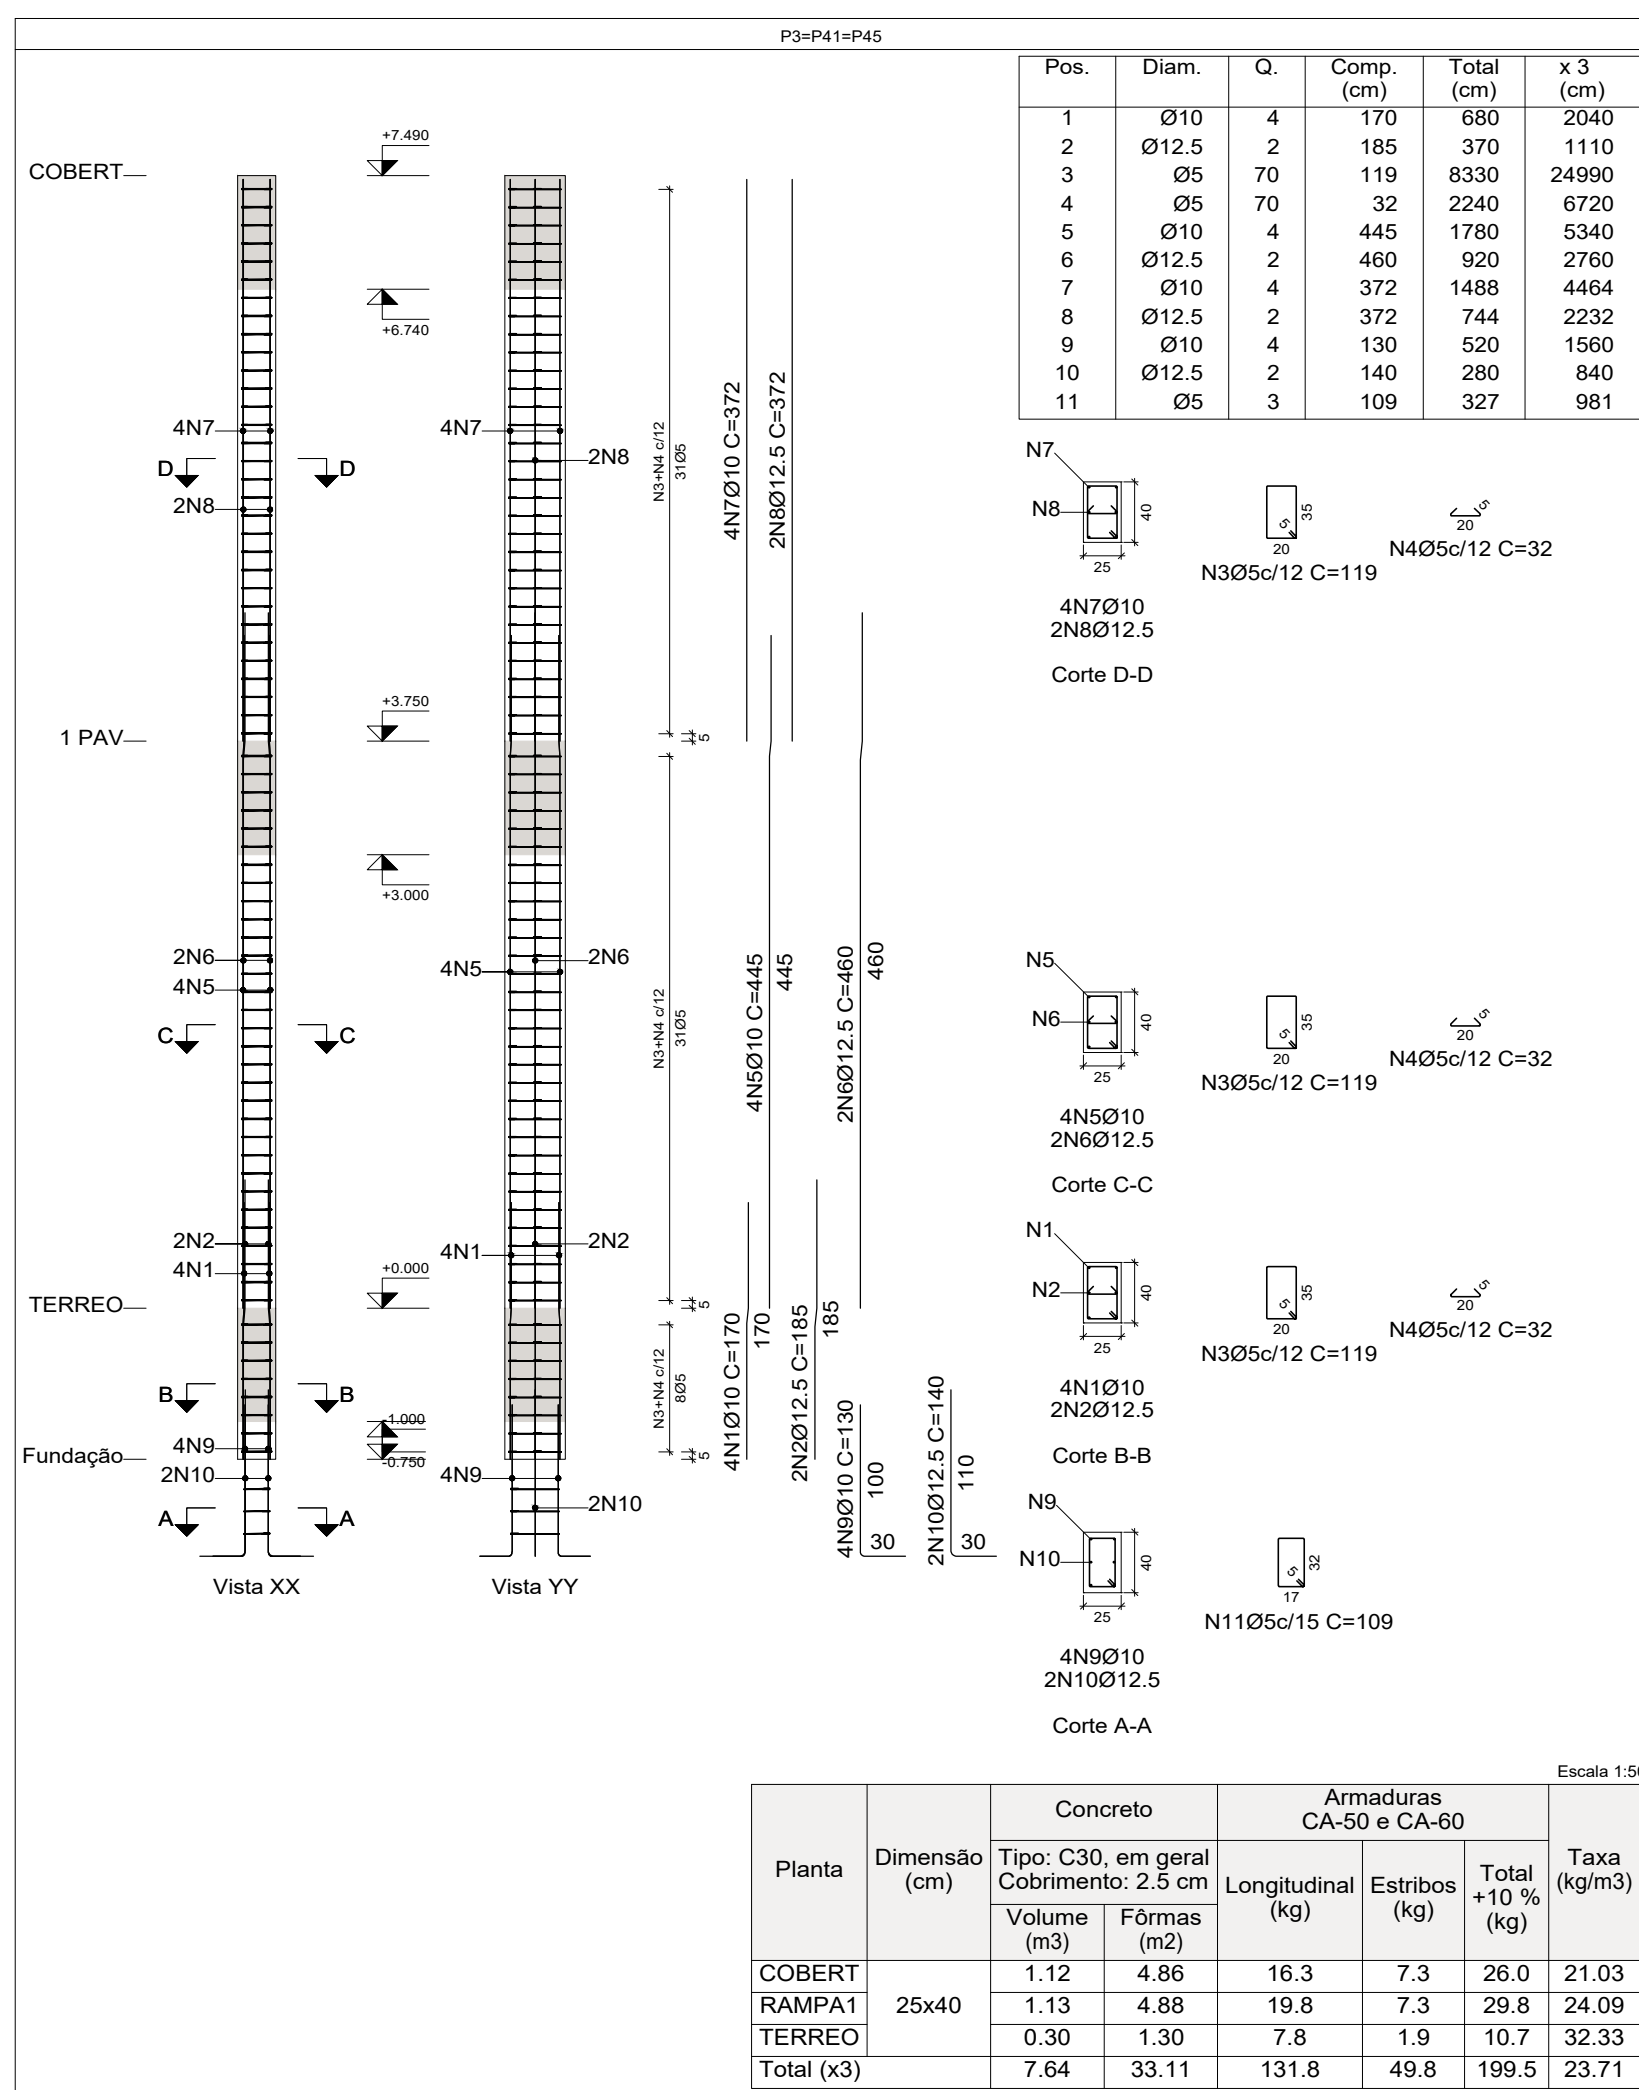 P3=P41=P45
Pos. Diam. Q. Comp. (cm) Total (cm) x 3 (cm)
1 Ø10 4 170 680 2040
2 Ø12.5 2 185 370 1110
3 Ø5 70 119 8330 24990
4 Ø5 70 32 2240 6720
5 Ø10 4 445 1780 5340
6 Ø12.5 2 460 920 2760
7 Ø10 4 372 1488 4464
8 Ø12.5 2 372 744 2232
9 Ø10 4 130 520 1560
10 Ø12.5 2 140 280 840
11 Ø5 3 109 327 981
COBERT
1 PAV
TERREO
Fundação
4N7
D D
2N8
2N6
4N5
C C
2N2
4N1
B B
4N9
2N10
A A
Vista XX
+7.490
+6.740
+3.750
+3.000
+0.000
-1.000
-0.750
4N7
2N8
4N5
2N6
4N1
2N2
4N9
2N10
Vista YY
N3+N4 c/12
31Ø5
5
N3+N4 c/12
31Ø5
5
N3+N4 c/12
8Ø5
5
4N7Ø10 C=372
2N8Ø12.5 C=372
4N5Ø10 C=445
445
2N6Ø12.5 C=460
460
4N1Ø10 C=170
170
2N2Ø12.5 C=185
185
4N9Ø10 C=130
100
30
2N10Ø12.5 C=140
110
30
N7
N8
40
25
4N7Ø10
2N8Ø12.5
Corte D-D
5
35
20
N3Ø5c/12 C=119
5
20
N4Ø5c/12 C=32
N5
N6
40
25
4N5Ø10
2N6Ø12.5
Corte C-C
5
35
20
N3Ø5c/12 C=119
5
20
N4Ø5c/12 C=32
N1
N2
40
25
4N1Ø10
2N2Ø12.5
Corte B-B
5
35
20
N3Ø5c/12 C=119
5
20
N4Ø5c/12 C=32
N9
N10
40
25
4N9Ø10
2N10Ø12.5
Corte A-A
5
32
17
N11Ø5c/15 C=109
Escala 1:50
Planta
Dimensão
(cm)
Concreto
Tipo: C30, em geral
Cobrimento: 2.5 cm
Volume
(m3)
Fôrmas
(m2)
Armaduras
CA-50 e CA-60
Longitudinal
(kg)
Estribos
(kg)
Total
+10 %
(kg)
Taxa
(kg/m3)
COBERT 1.12 4.86 16.3 7.3 26.0 21.03
RAMPA1 25x40 1.13 4.88 19.8 7.3 29.8 24.09
TERREO 0.30 1.30 7.8 1.9 10.7 32.33
Total (x3) 7.64 33.11 131.8 49.8 199.5 23.71